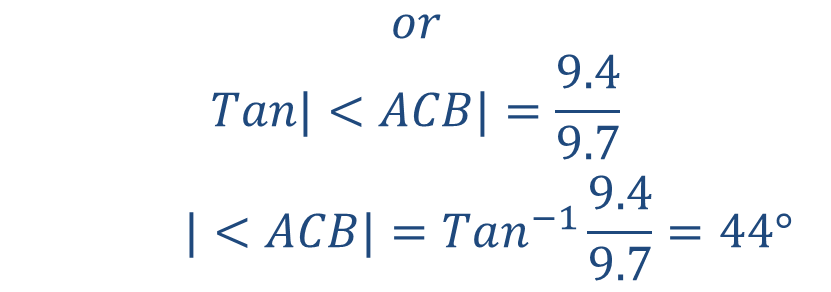 or
Tan| < ACB| = 9.4/9.7
| < ACB| = Tan⁻¹ 9.4/9.7 = 44°